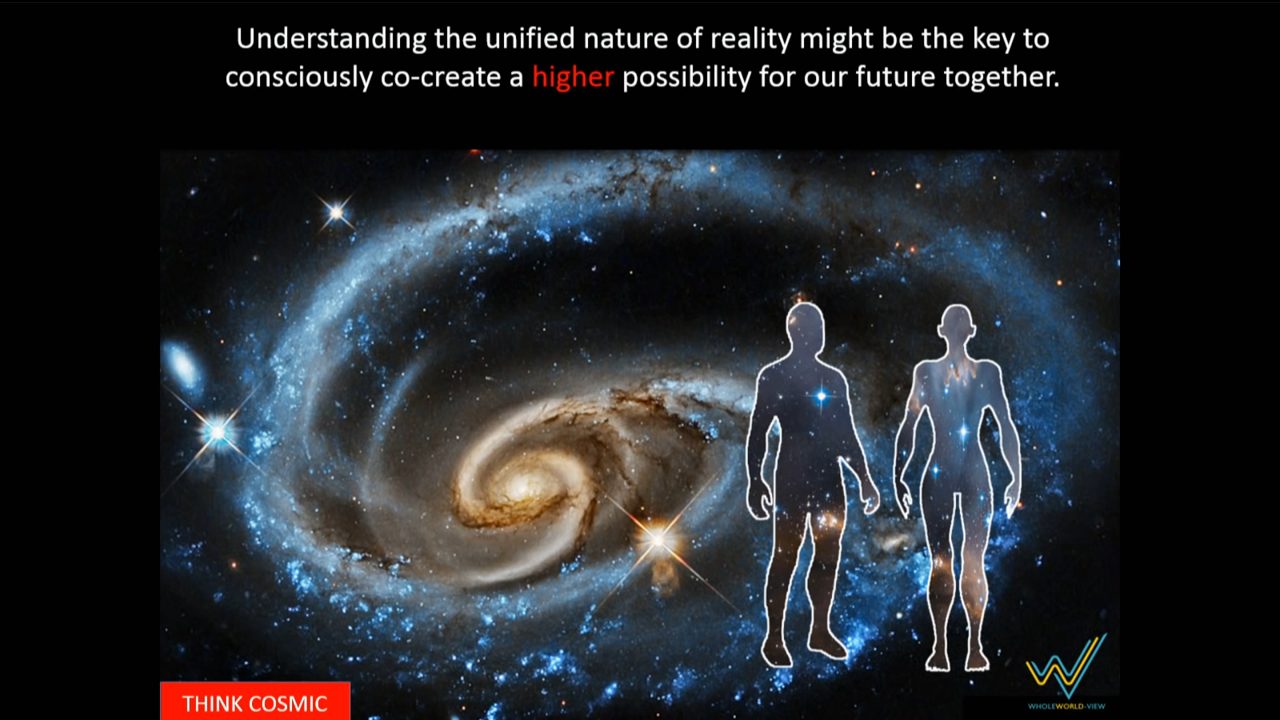 Understanding the unified nature of reality might be the key to
consciously co-create a higher possibility for our future together.
THINK COSMIC
WHOLEWORLD-VIEW